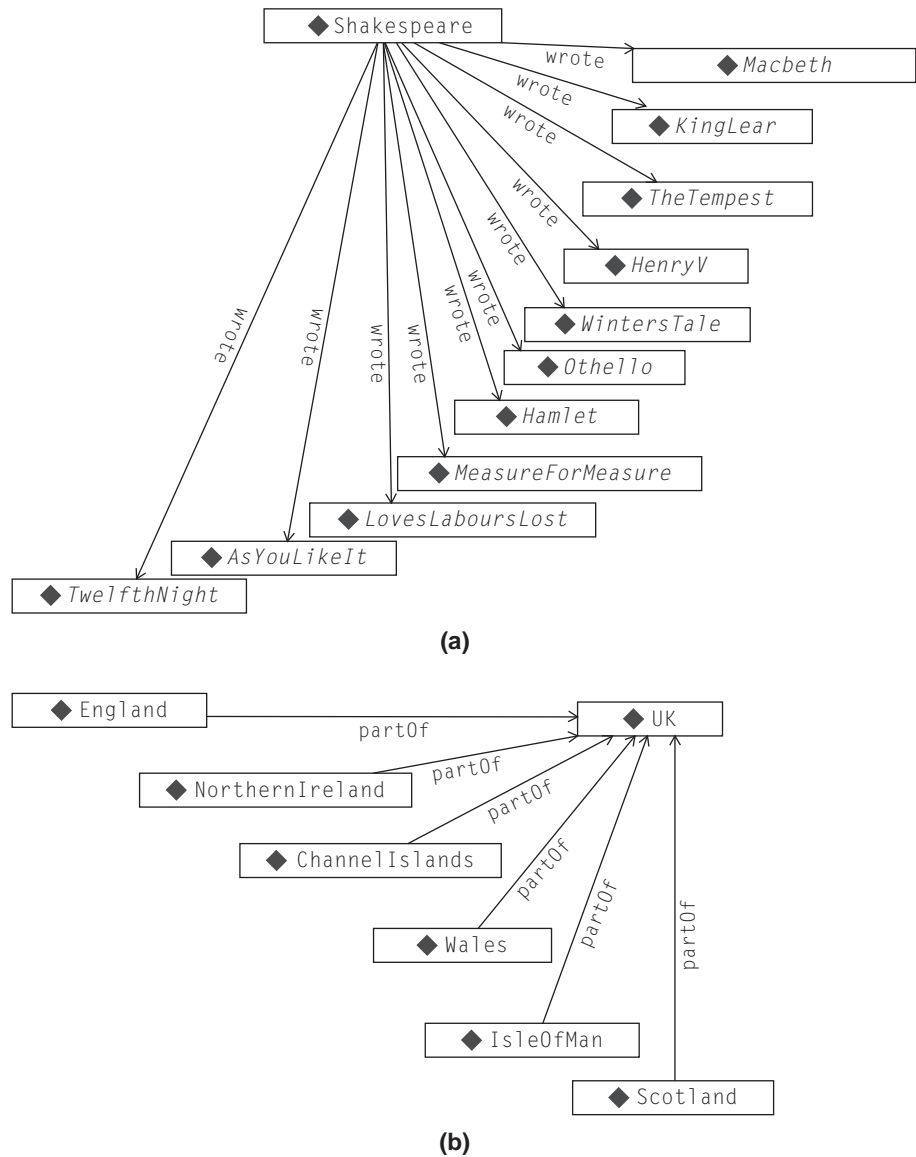 Shakespeare
wrote
Macbeth
wrote
KingLear
wrote
TheTempest
wrote
HenryV
wrote
WintersTale
wrote
Othello
wrote
Hamlet
wrote
MeasureForMeasure
wrote
LovesLaboursLost
wrote
AsYouLikeIt
wrote
TwelfthNight
(a)
England
partOf
UK
NorthernIreland
partOf
ChannelIslands
partOf
Wales
partOf
IsleOfMan
partOf
Scotland
partOf
(b)